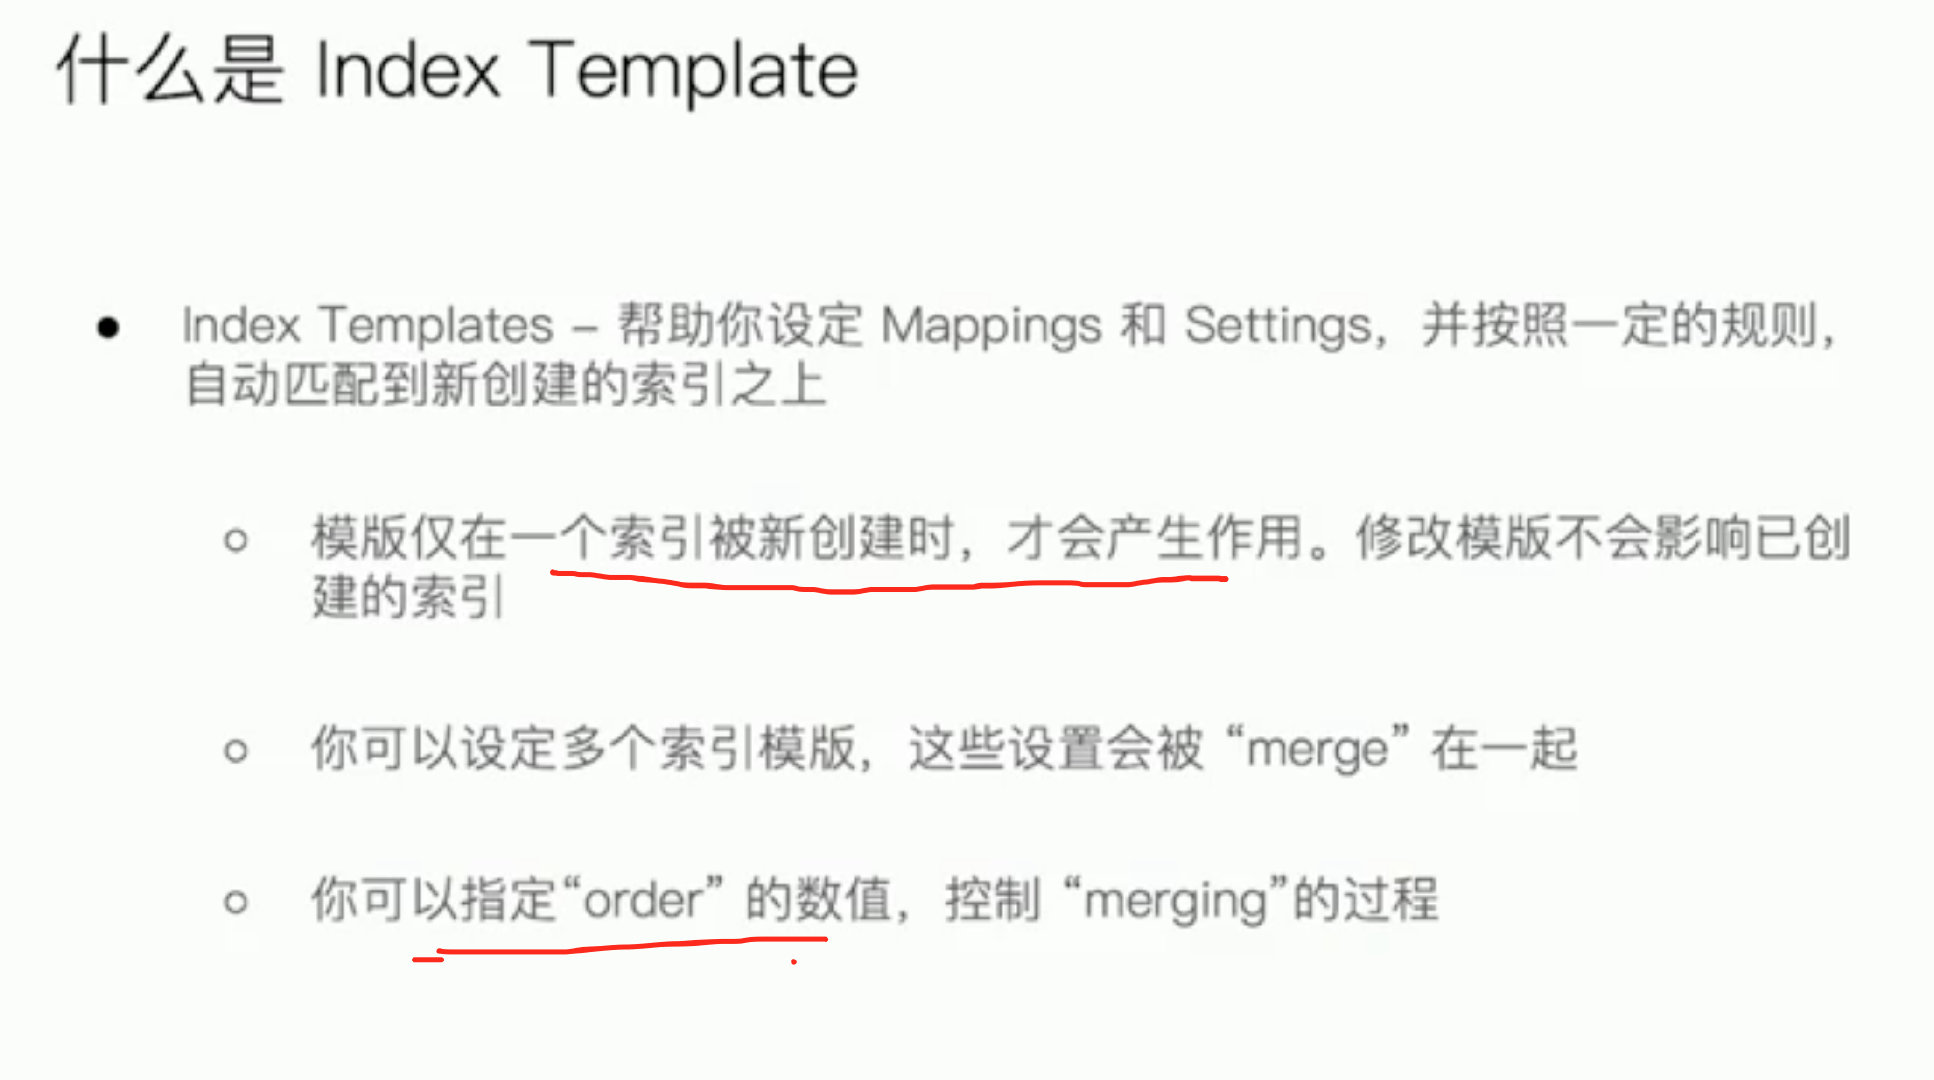 什么是 Index Template
● Index Templates – 帮助你设定 Mappings 和 Settings，并按照一定的规则，
自动匹配到新创建的索引之上
○ 模版仅在一个索引被新创建时，才会产生作用。修改模版不会影响已创
建的索引
○ 你可以设定多个索引模版，这些设置会被 “merge” 在一起
○ 你可以指定“order” 的数值，控制 “merging”的过程